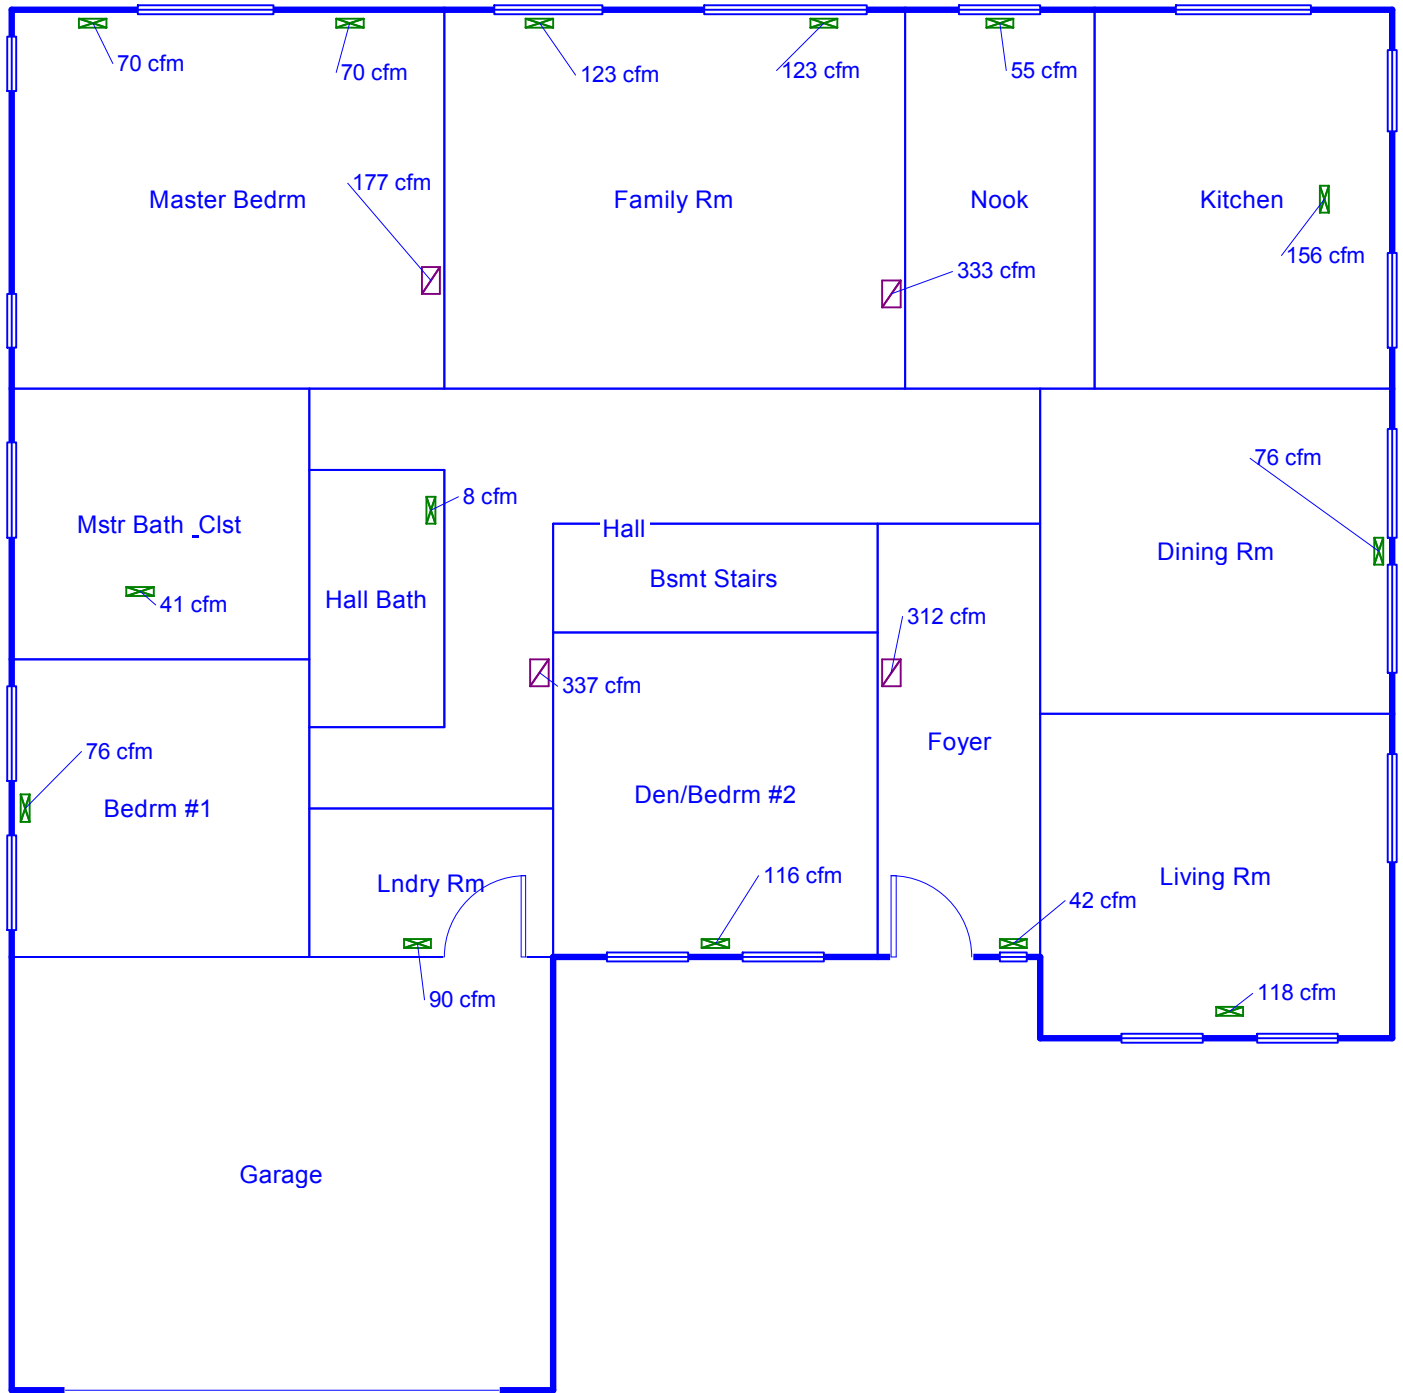 70 cfm
70 cfm
123 cfm
123 cfm
55 cfm
177 cfm
Master Bedrm
Family Rm
Nook
Kitchen
333 cfm
156 cfm
76 cfm
8 cfm
Mstr Bath _Clst
Hall
Dining Rm
Bsmt Stairs
Hall Bath
41 cfm
312 cfm
337 cfm
Foyer
76 cfm
Bedrm #1
Den/Bedrm #2
Lndry Rm
116 cfm
Living Rm
42 cfm
90 cfm
118 cfm
Garage